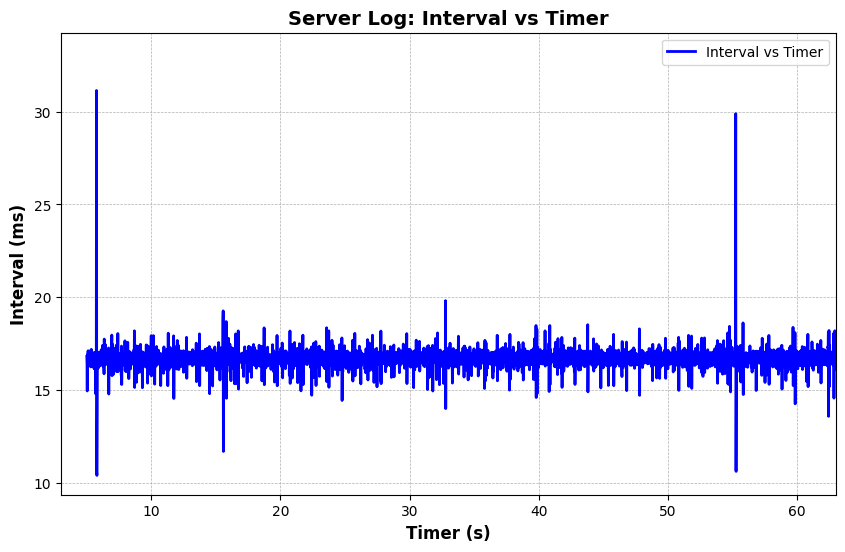 Server Log: Interval vs Timer
Interval vs Timer
30
25
20
15
10
Interval (ms)
10 20 30 40 50 60
Timer (s)